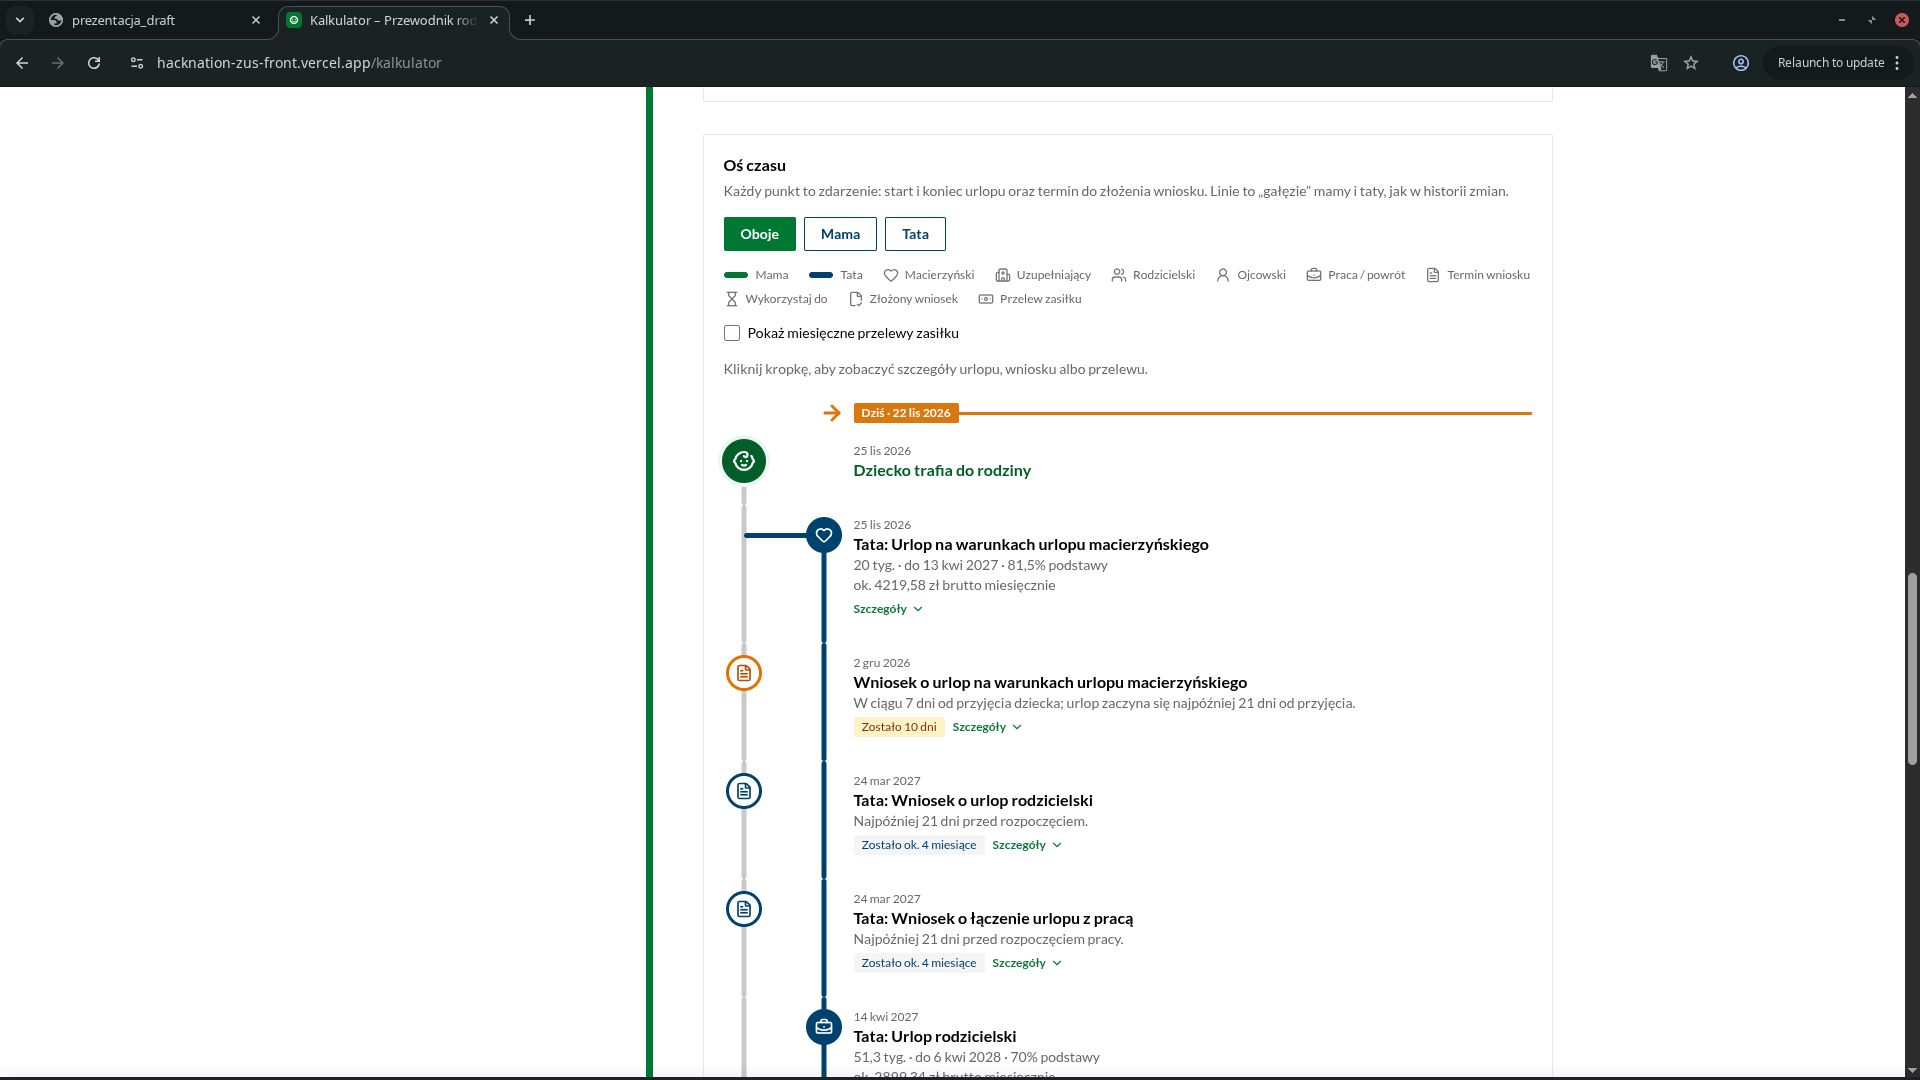 prezentacja_draft
Kalkulator – Przewodnik ro
hacknation-zus-front.vercel.app/kalkulator
Relaunch to update
Oś czasu
Każdy punkt to zdarzenie: start i koniec urlopu oraz termin do złożenia wniosku. Linie to „gałęzie” mamy i taty, jak w historii zmian.
Oboje Mama Tata
Mama Tata Macierzyński Uzupełniający Rodzicielski Ojcowski Praca / powrót Termin wniosku
Wykorzystaj do Złożony wniosek Przelew zasiłku
Pokaż miesięczne przelewy zasiłku
Kliknij kropkę, aby zobaczyć szczegóły urlopu, wniosku albo przelewu.
Dziś · 22 lis 2026
25 lis 2026
Dziecko trafia do rodziny
25 lis 2026
Tata: Urlop na warunkach urlopu macierzyńskiego
20 tyg. · do 13 kwi 2027 · 81,5% podstawy
ok. 4219,58 zł brutto miesięcznie
Szczegóły
2 gru 2026
Wniosek o urlop na warunkach urlopu macierzyńskiego
W ciągu 7 dni od przyjęcia dziecka; urlop zaczyna się najpóźniej 21 dni od przyjęcia.
Zostało 10 dni Szczegóły
24 mar 2027
Tata: Wniosek o urlop rodzicielski
Najpóźniej 21 dni przed rozpoczęciem.
Zostało ok. 4 miesiące Szczegóły
24 mar 2027
Tata: Wniosek o łączenie urlopu z pracą
Najpóźniej 21 dni przed rozpoczęciem pracy.
Zostało ok. 4 miesiące Szczegóły
14 kwi 2027
Tata: Urlop rodzicielski
51,3 tyg. · do 6 kwi 2028 · 70% podstawy
ok. 2899,34 zł brutto miesięcznie